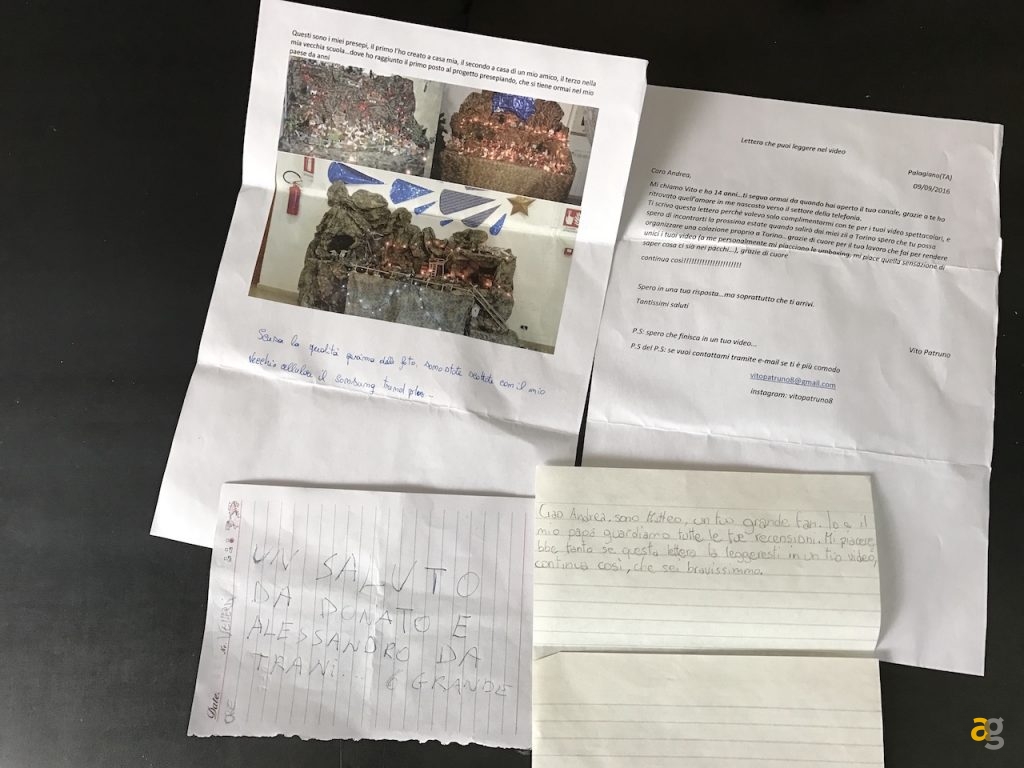 Questi sono i miei presepi, il primo l'ho creato a casa mia, il secondo a casa di un mio amico, il terzo nella
mia vecchia scuola...dove ho raggiunto il primo posto al progetto presepiando, che si tiene ormai nel mio
paese da anni
Scusa la qualità delle foto, sono state scattate con il mio
vecchio cellulare il samsung trend plus
Lettera che puoi leggere nel video
Palagiano(TA)
09/09/2016
Caro Andrea,
Mi chiamo Vito e ho 14 anni...ti seguo ormai da quando hai aperto il tuo canale, grazie a te ho
ritrovato quell'amore in me nascosto verso il settore della telefonia.
Ti scrivo questa lettera perché volevo solo complimentarmi con te per i tuoi video spettacolari, e
spero di incontrarti la prossima estate quando salirò dai miei zii a Torino spero che tu possa
organizzare una colazione proprio a Torino.. grazie di cuore per il tuo lavoro che fai per rendere
unici i tuoi video (a me personalmente mi piacciono le umboxing, mi piace quella sensazione di
saper cosa ci sia nei pacchi...), grazie di cuore
continua così!!!!!!!!!!!!!!!!!!!!!!
Spero in una tua risposta...ma soprattutto che ti arrivi.
Tantissimi saluti
Vito Patruno
P.S: spero che finisca in un tuo video...
P.S del P.S: se vuoi contattami tramite e-mail se ti è più comodo
vitopatruno8@gmail.com
instagram: vitopatruno8
Ciao Andrea, sono Matteo, un tuo grande fan. Io e il
mio papà guardiamo tutte le tue recensioni. Mi piacere
bbe tanto se questa lettera la leggeresti in un tuo video,
continua così, che sei bravissimo.
UN SALUTO
DA DONATO E
ALESSANDRO DA
TRANI... 6 GRANDE
Date.
ag